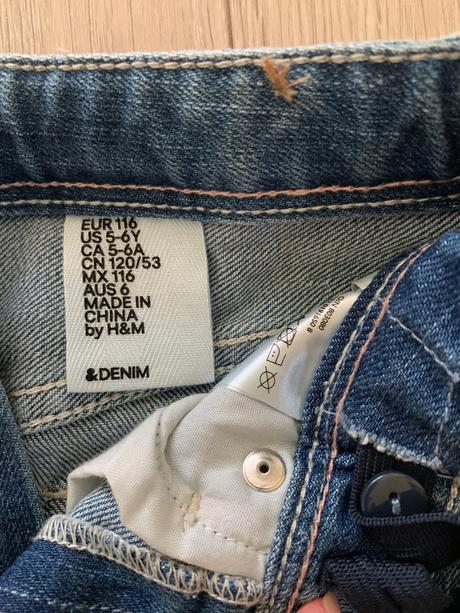 EUR 116
US 5-6Y
CA 5-6A
CN 120/53
MX 116
AUS 6
MADE IN
CHINA
by H&M
&DENIM